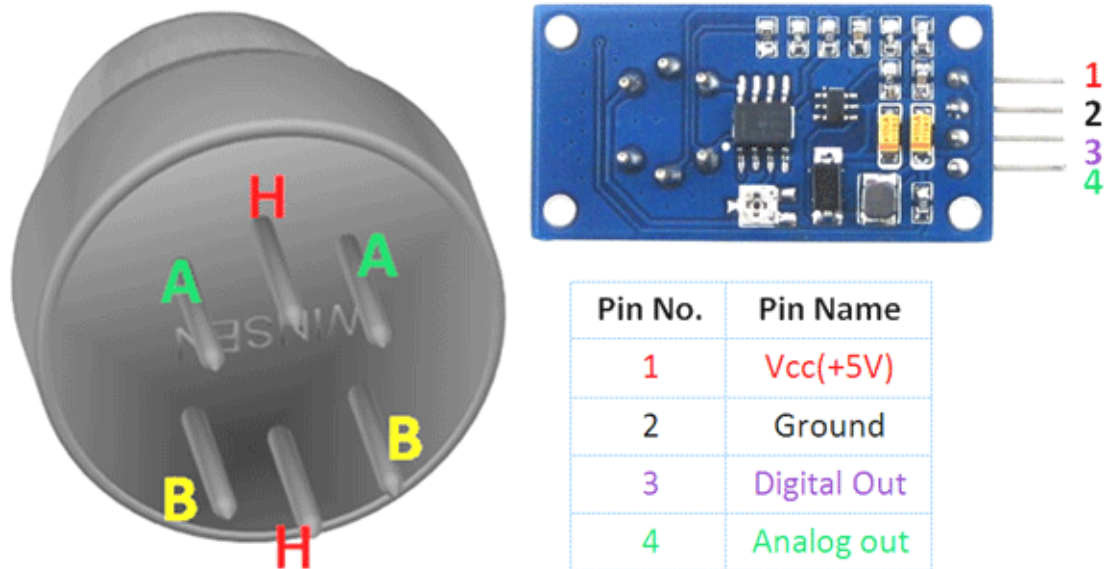 H
A
A
WINSEN
B
B
H
1
2
3
4
Pin No. Pin Name
1 Vcc(+5V)
2 Ground
3 Digital Out
4 Analog out